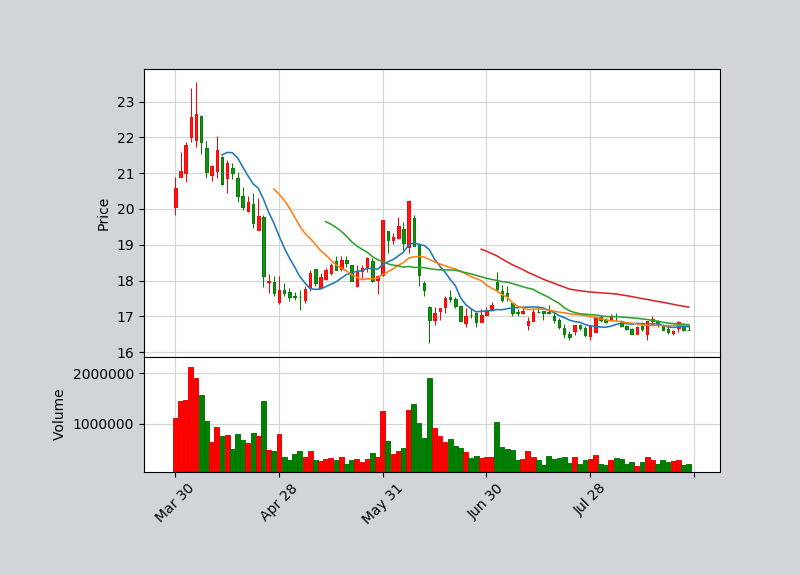 23
22
21
20
19
18
17
16
Price
2000000
1000000
Volume
Mar 30
Apr 28
May 31
Jun 30
Jul 28